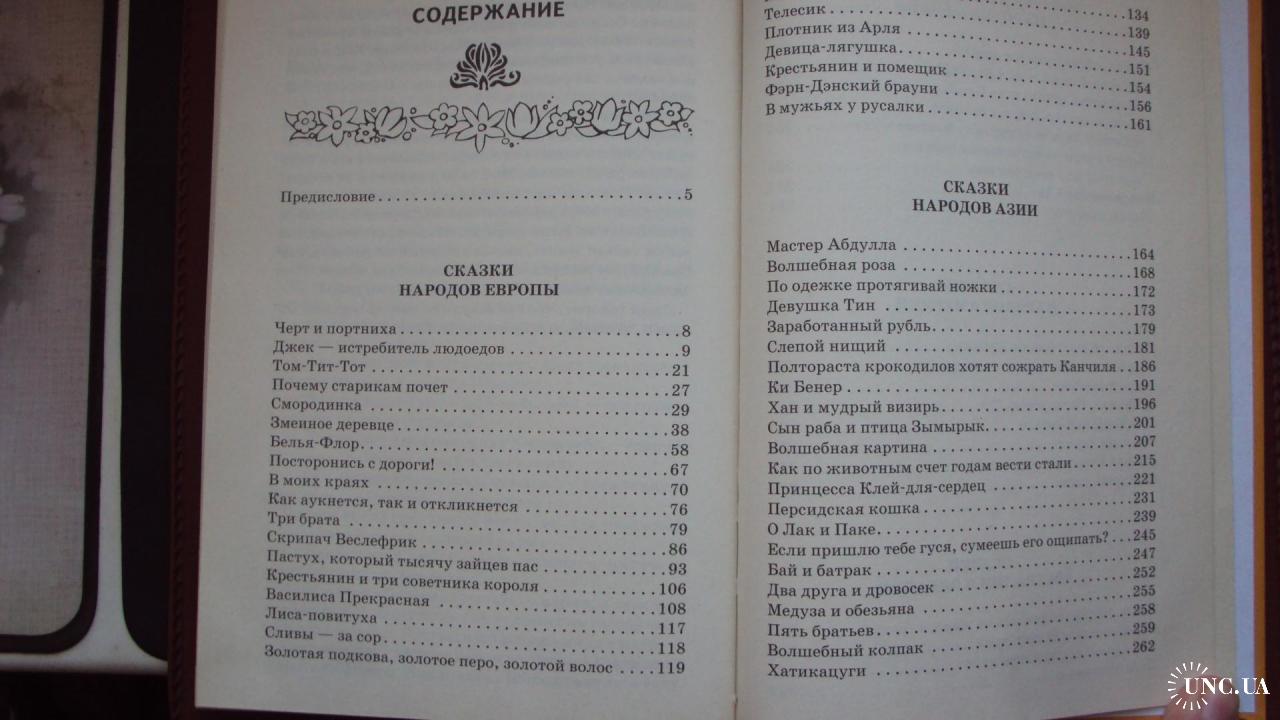 СОДЕРЖАНИЕ
Предисловие . . . . . . . . . . 5
СКАЗКИ
НАРОДОВ ЕВРОПЫ
Черт и портниха . . . . . . . . . . 8
Джек — истребитель людоедов . . . . . . . . . . 9
Том-Тит-Тот . . . . . . . . . . 21
Почему старикам почет . . . . . . . . . . 27
Смородинка . . . . . . . . . . 29
Змеиное деревце . . . . . . . . . . 38
Белья-Флор . . . . . . . . . . 58
Посторонись с дороги! . . . . . . . . . . 67
В моих краях . . . . . . . . . . 70
Как аукнется, так и откликнется . . . . . . . . . . 76
Три брата . . . . . . . . . . 79
Скрипач Веслефрик . . . . . . . . . . 86
Пастух, который тысячу зайцев пас . . . . . . . . . . 93
Крестьянин и три советника короля . . . . . . . . . . 106
Василиса Прекрасная . . . . . . . . . . 108
Лиса-повитуха . . . . . . . . . . 117
Сливы — за сор . . . . . . . . . . 118
Золотая подкова, золотое перо, золотой волос . . . . 119
134
Телесик . . . . . . . . . . 139
Плотник из Арля . . . . . . . . . . 145
Девица-лягушка . . . . . . . . . . 151
Крестьянин и помещик . . . . . . . . . . 154
Фэрн-Дэнский брауни . . . . . . . . . . 156
В мужьях у русалки . . . . . . . . . . 161
СКАЗКИ
НАРОДОВ АЗИИ
Мастер Абдулла . . . . . . . . . . 164
Волшебная роза . . . . . . . . . . 168
По одежке протягивай ножки . . . . . . . . . . 172
Девушка Тин . . . . . . . . . . 173
Заработанный рубль . . . . . . . . . . 179
Слепой нищий . . . . . . . . . . 181
Полтораста крокодилов хотят сожрать Канчиля . . 186
Ки Бенер . . . . . . . . . . 191
Хан и мудрый визирь . . . . . . . . . . 196
Сын раба и птица Зымырык . . . . . . . . . . 201
Волшебная картина . . . . . . . . . . 207
Как по животным счет годам вести стали . . . . . . 215
Принцесса Клей-для-сердец . . . . . . . . . . 221
Персидская кошка . . . . . . . . . . 231
О Лак и Паке . . . . . . . . . . 239
Если пришлю тебе гуся, сумеешь его ощипать? . . . 245
Бай и батрак . . . . . . . . . . 247
Два друга и дровосек . . . . . . . . . . 252
Медуза и обезьяна . . . . . . . . . . 255
Пять братьев . . . . . . . . . . 258
Волшебный колпак . . . . . . . . . . 259
Хатикацуги . . . . . . . . . . 262
UNC.UA